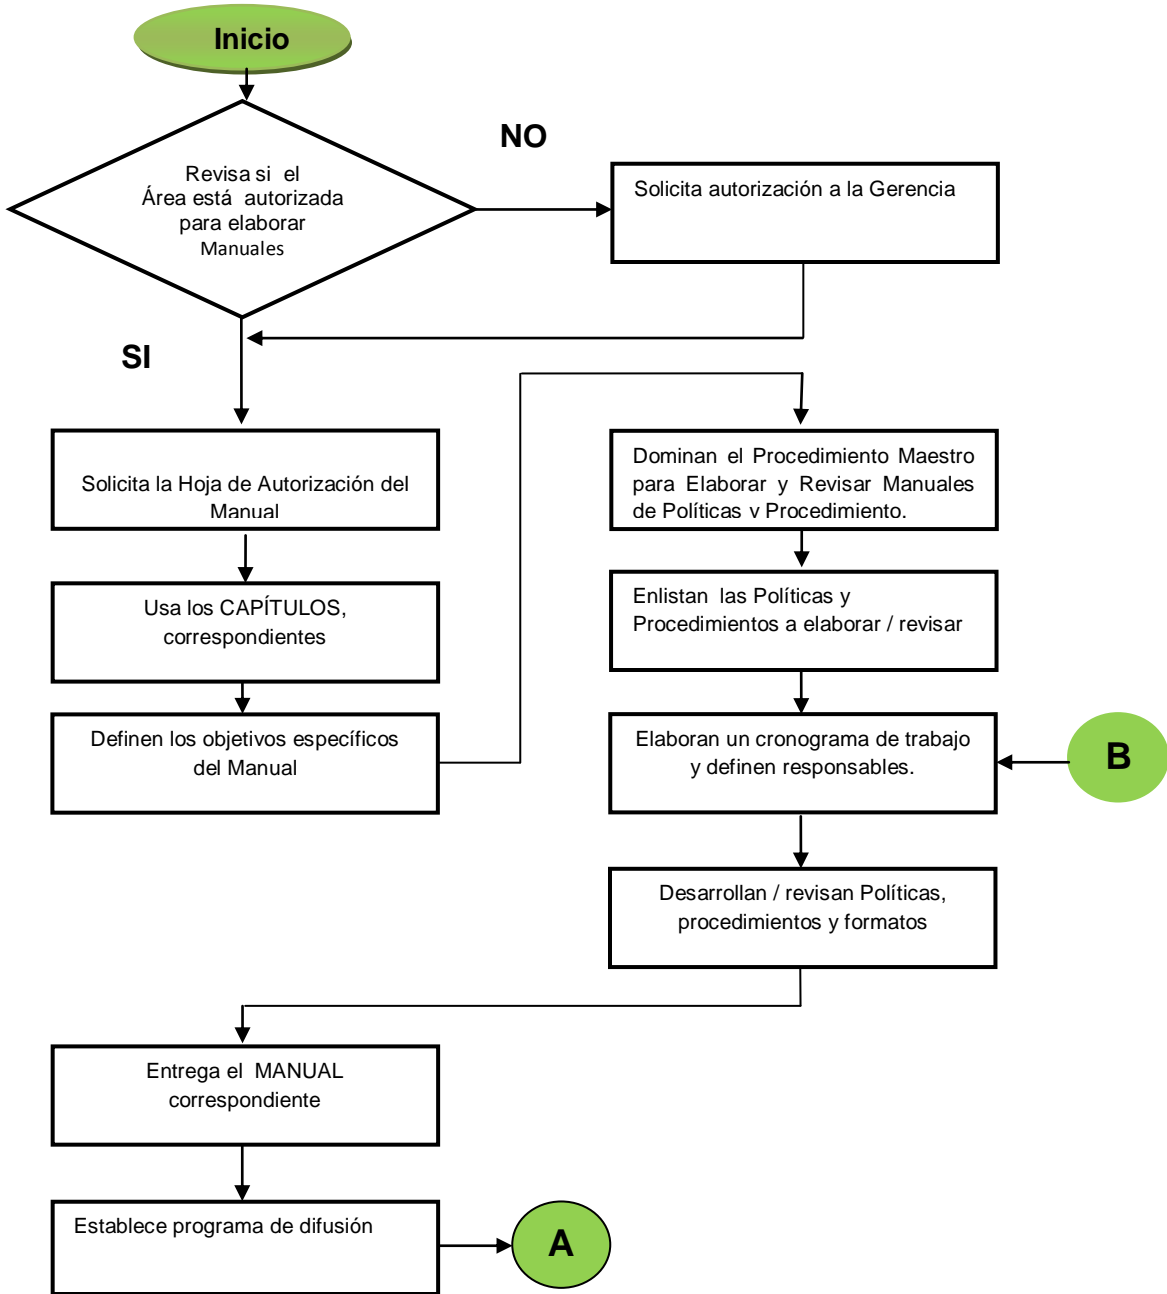 Inicio
NO
Revisa si el
Área está autorizada
para elaborar
Manuales
Solicita autorización a la Gerencia
SI
Solicita la Hoja de Autorización del
Manual
Usa los CAPÍTULOS,
correspondientes
Definen los objetivos específicos
del Manual
Dominan el Procedimiento Maestro
para Elaborar y Revisar Manuales
de Políticas y Procedimiento.
Enlistan las Políticas y
Procedimientos a elaborar / revisar
Elaboran un cronograma de trabajo
y definen responsables.
B
Desarrollan / revisan Políticas,
procedimientos y formatos
Entrega el MANUAL
correspondiente
Establece programa de difusión
A